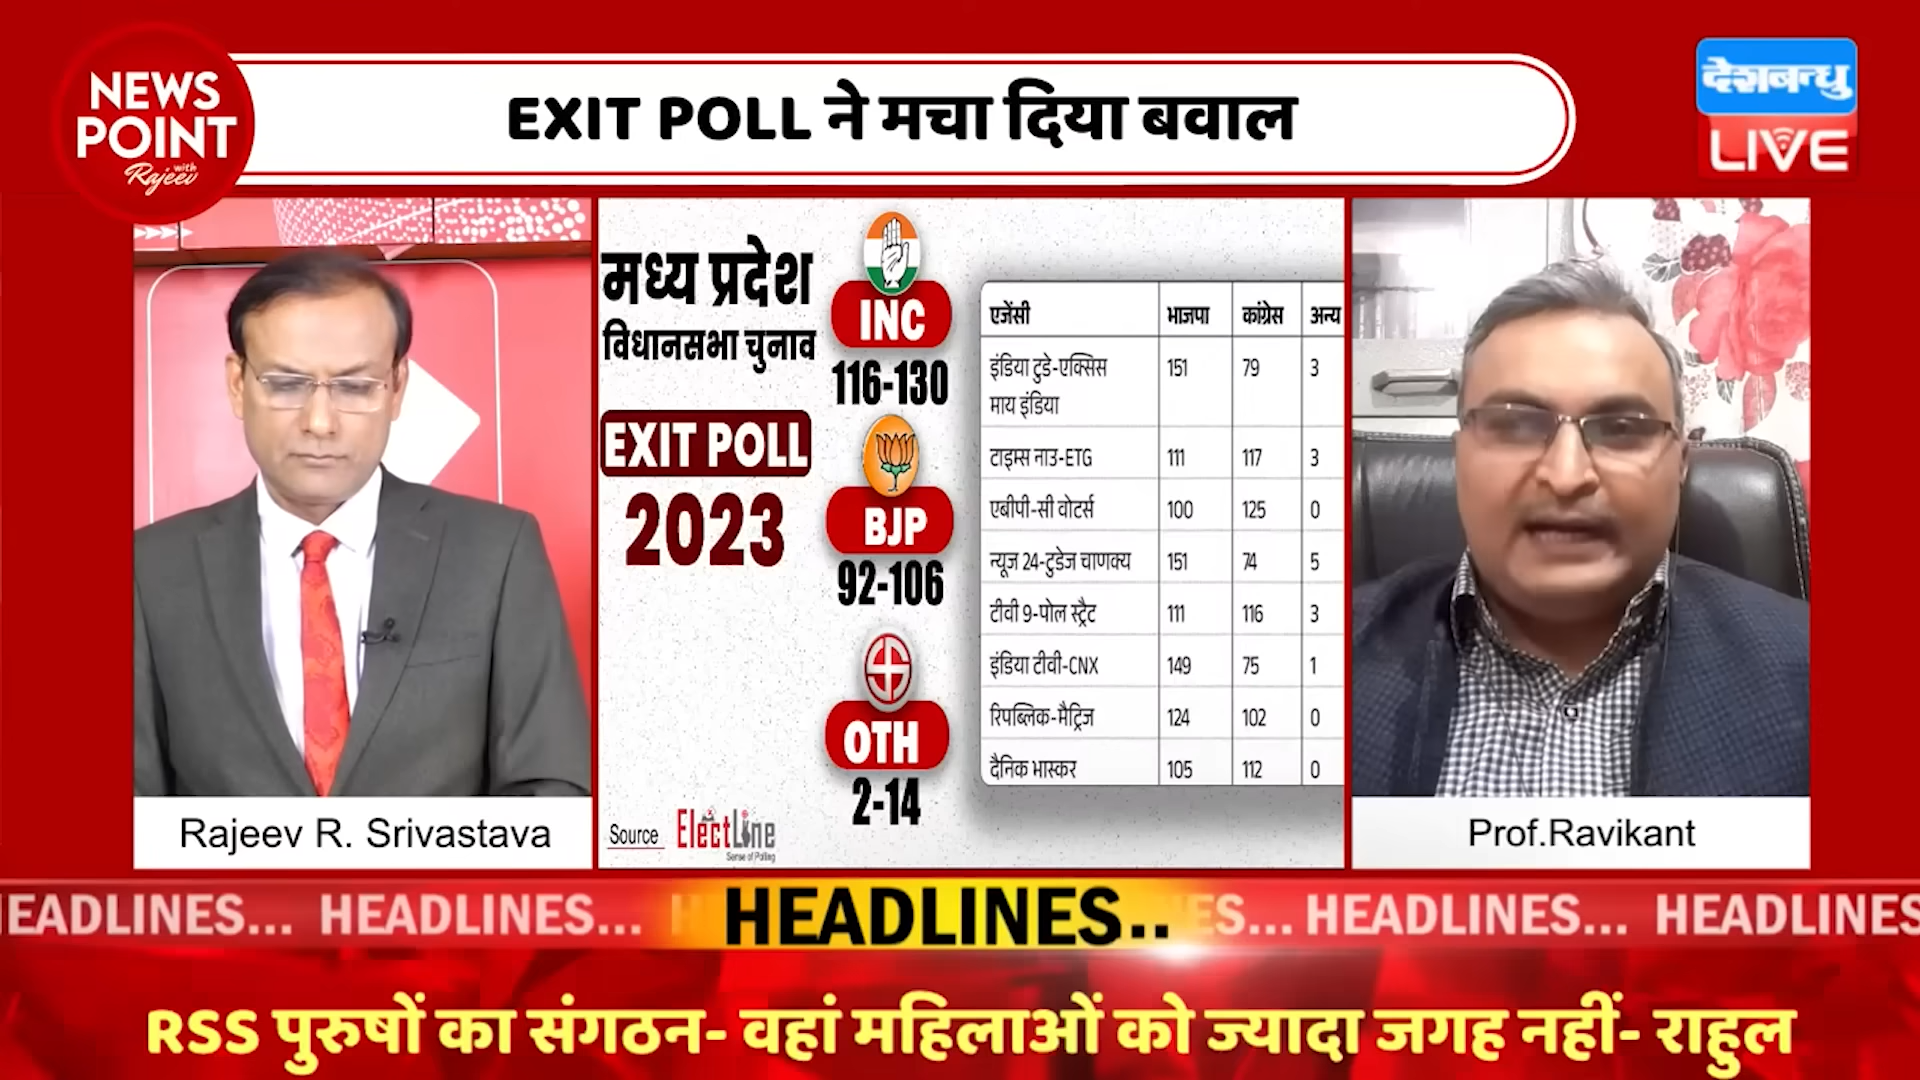 NEWS
POINT
with
Rajeev
EXIT POLL ने मचा दिया बवाल
देशबन्धु
LIVE
मध्य प्रदेश
विधानसभा चुनाव
EXIT POLL
2023
INC
116-130
BJP
92-106
OTH
2-14
Source ElectLine
Sense of Polling
एजेंसी भाजपा कांग्रेस अन्य
इंडिया टुडे-एक्सिस
माय इंडिया 151 79 3
टाइम्स नाउ-ETG 111 117 3
एबीपी-सी वोटर्स 100 125 0
न्यूज 24-टुडेज चाणक्य 151 74 5
टीवी 9-पोल स्ट्रैट 111 116 3
इंडिया टीवी-CNX 149 75 1
रिपब्लिक-मैट्रिज 124 102 0
दैनिक भास्कर 105 112 0
Rajeev R. Srivastava
Prof.Ravikant
HEADLINES... HEADLINES... HEADLINES.. ES... HEADLINES... HEADLINES
RSS पुरुषों का संगठन- वहां महिलाओं को ज्यादा जगह नहीं- राहुल